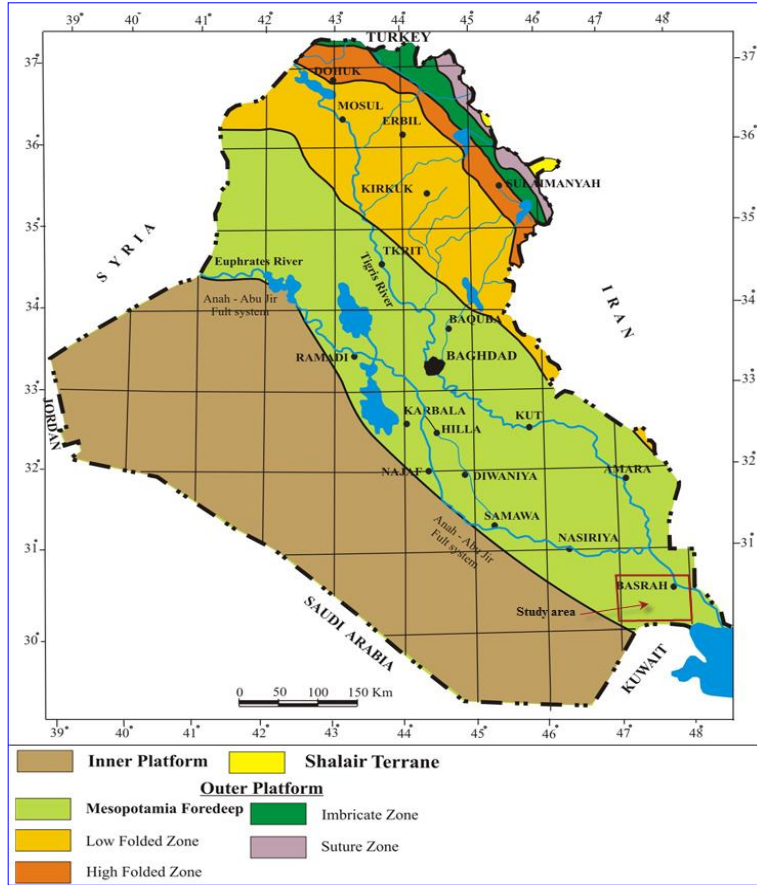 39° 40° 41° 42° 43° 44° 45° 46° 47° 48
TURKEY
37°
37°
DOHUK
MOSUL
ERBIL
36°
36°
SULAIMANYAH
KIRKUK
35°
35°
SYRIA
TKRIT
Euphrates River
Tigris River
IRAN
34°
34°
Anah - Abu Jir
Fult system
BAQUBA
RAMADI
BAGHDAD
33°
33°
JORDAN
KARBALA
HILLA
KUT
32°
32°
NAJAF
DIWANIYA
AMARA
SAMAWA
Anah - Abu Jir
Fult system
NASIRIYA
31°
31°
BASRAH
Study area
30°
SAUDI ARABIA
KUWAIT
0 50 100 150 Km
39° 40° 41° 42° 43° 44° 45° 46° 47° 48
Inner Platform
Shalair Terrane
Outer Platform
Mesopotamia Foredeep
Imbricate Zone
Low Folded Zone
Suture Zone
High Folded Zone